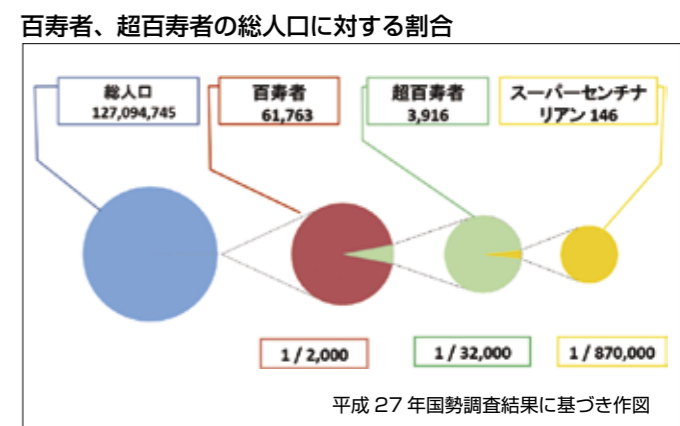 百寿者、超百寿者の総人口に対する割合
総人口
127,094,745
百寿者
61,763
超百寿者
3,916
スーパーセンチナ
リアン 146
1 / 2,000
1 / 32,000
1 / 870,000
平成 27 年国勢調査結果に基づき作図